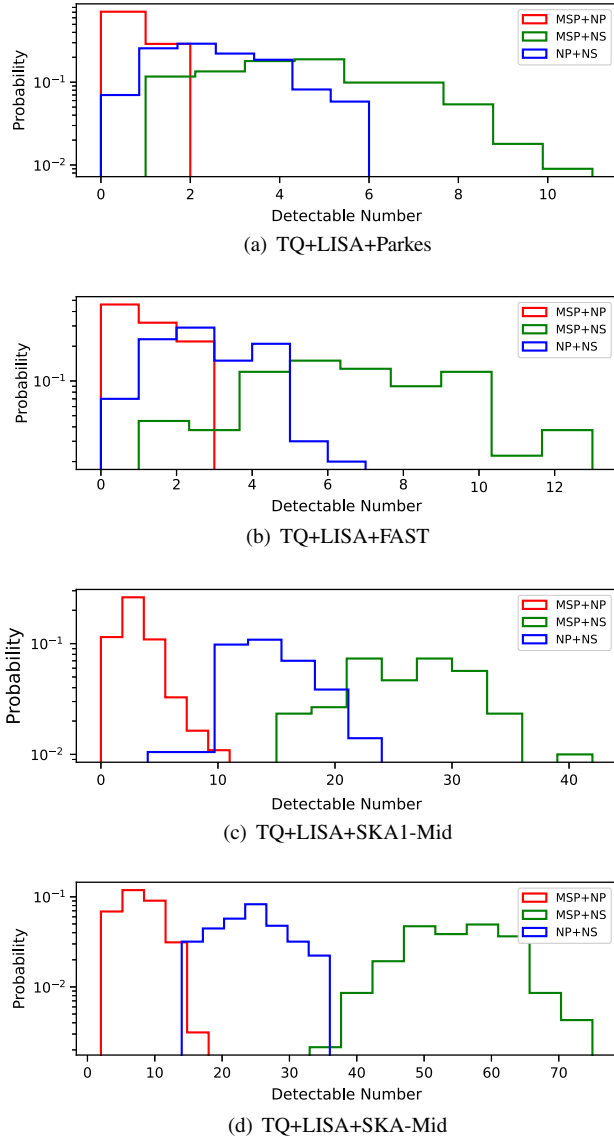 MSP+NP
MSP+NS
NP+NS
Probability
10⁻¹
10⁻²
0 2 4 6 8 10
Detectable Number
(a) TQ+LISA+Parkes
MSP+NP
MSP+NS
NP+NS
Probability
10⁻¹
0 2 4 6 8 10 12
Detectable Number
(b) TQ+LISA+FAST
MSP+NP
MSP+NS
NP+NS
Probability
10⁻¹
10⁻²
0 10 20 30 40
Detectable Number
(c) TQ+LISA+SKA1-Mid
MSP+NP
MSP+NS
NP+NS
Probability
10⁻¹
10⁻²
0 10 20 30 40 50 60 70
Detectable Number
(d) TQ+LISA+SKA-Mid